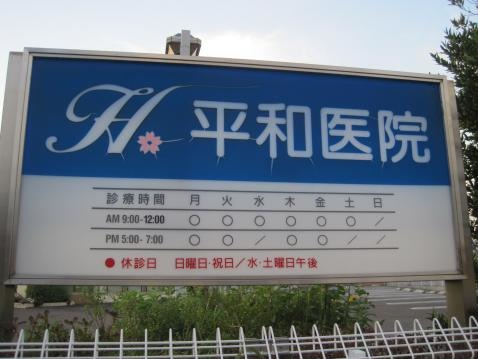 H. 平和医院
診療時間 月 火 水 木 金 土 日
AM 9:00-12:00 ○ ○ ○ ○ ○ ○ ／
PM 5:00- 7:00 ○ ○ ／ ○ ○ ／ ／
● 休診日 日曜日・祝日／水・土曜日午後